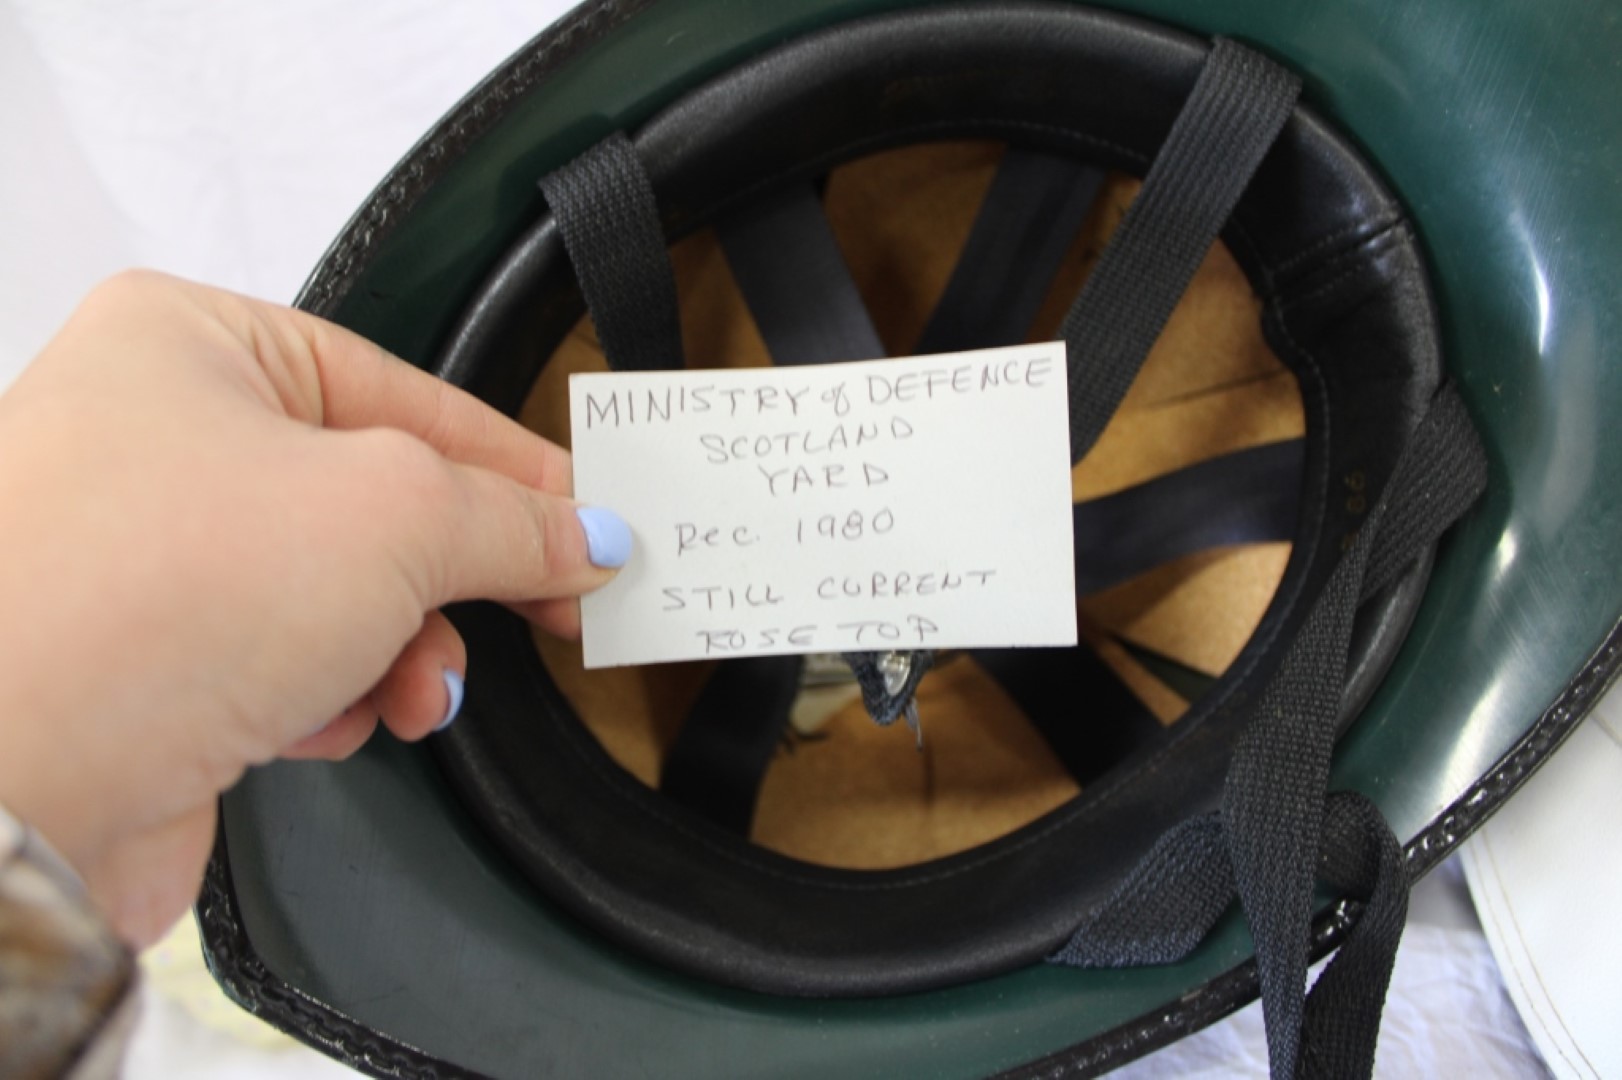 MINISTRY of DEFENCE
SCOTLAND
YARD
Rec. 1980
STILL CURRENT
ROSE TOP